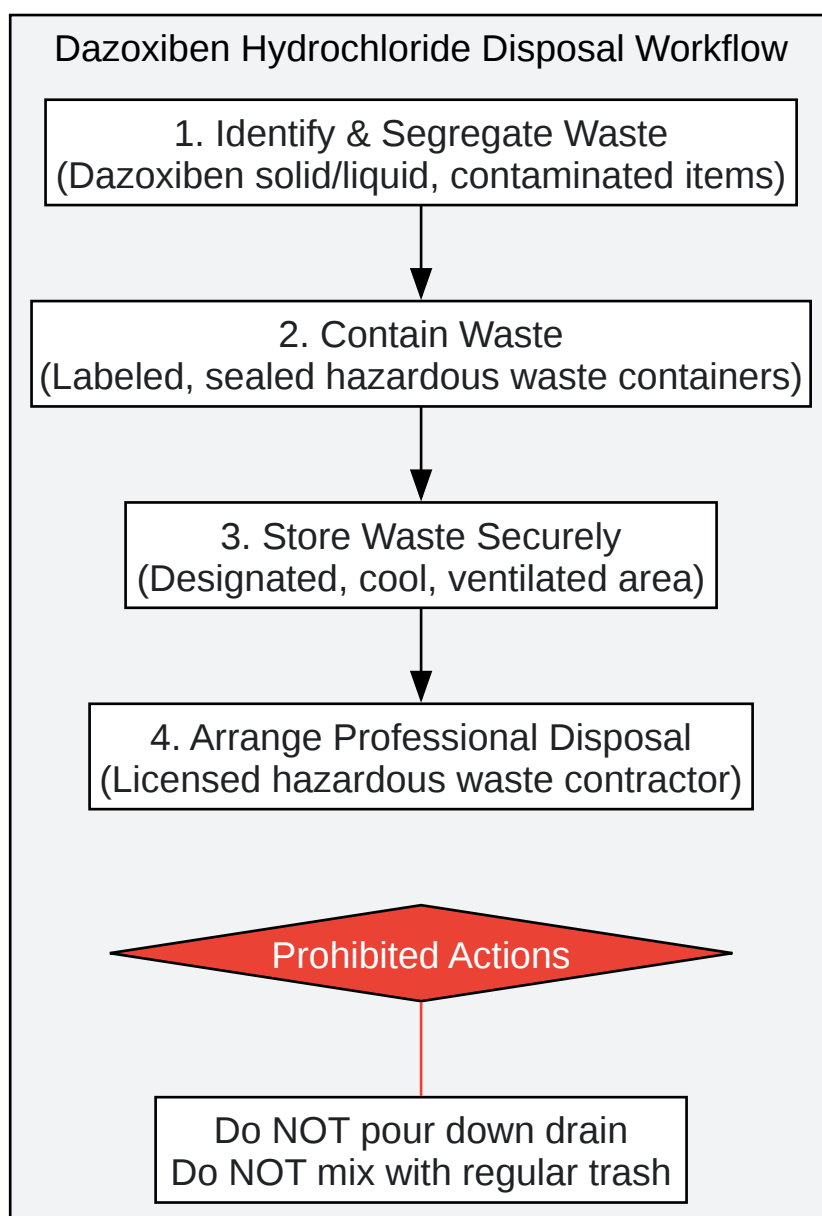 Dazoxiben Hydrochloride Disposal Workflow
1. Identify & Segregate Waste
(Dazoxiben solid/liquid, contaminated items)
2. Contain Waste
(Labeled, sealed hazardous waste containers)
3. Store Waste Securely
(Designated, cool, ventilated area)
4. Arrange Professional Disposal
(Licensed hazardous waste contractor)
Prohibited Actions
Do NOT pour down drain
Do NOT mix with regular trash